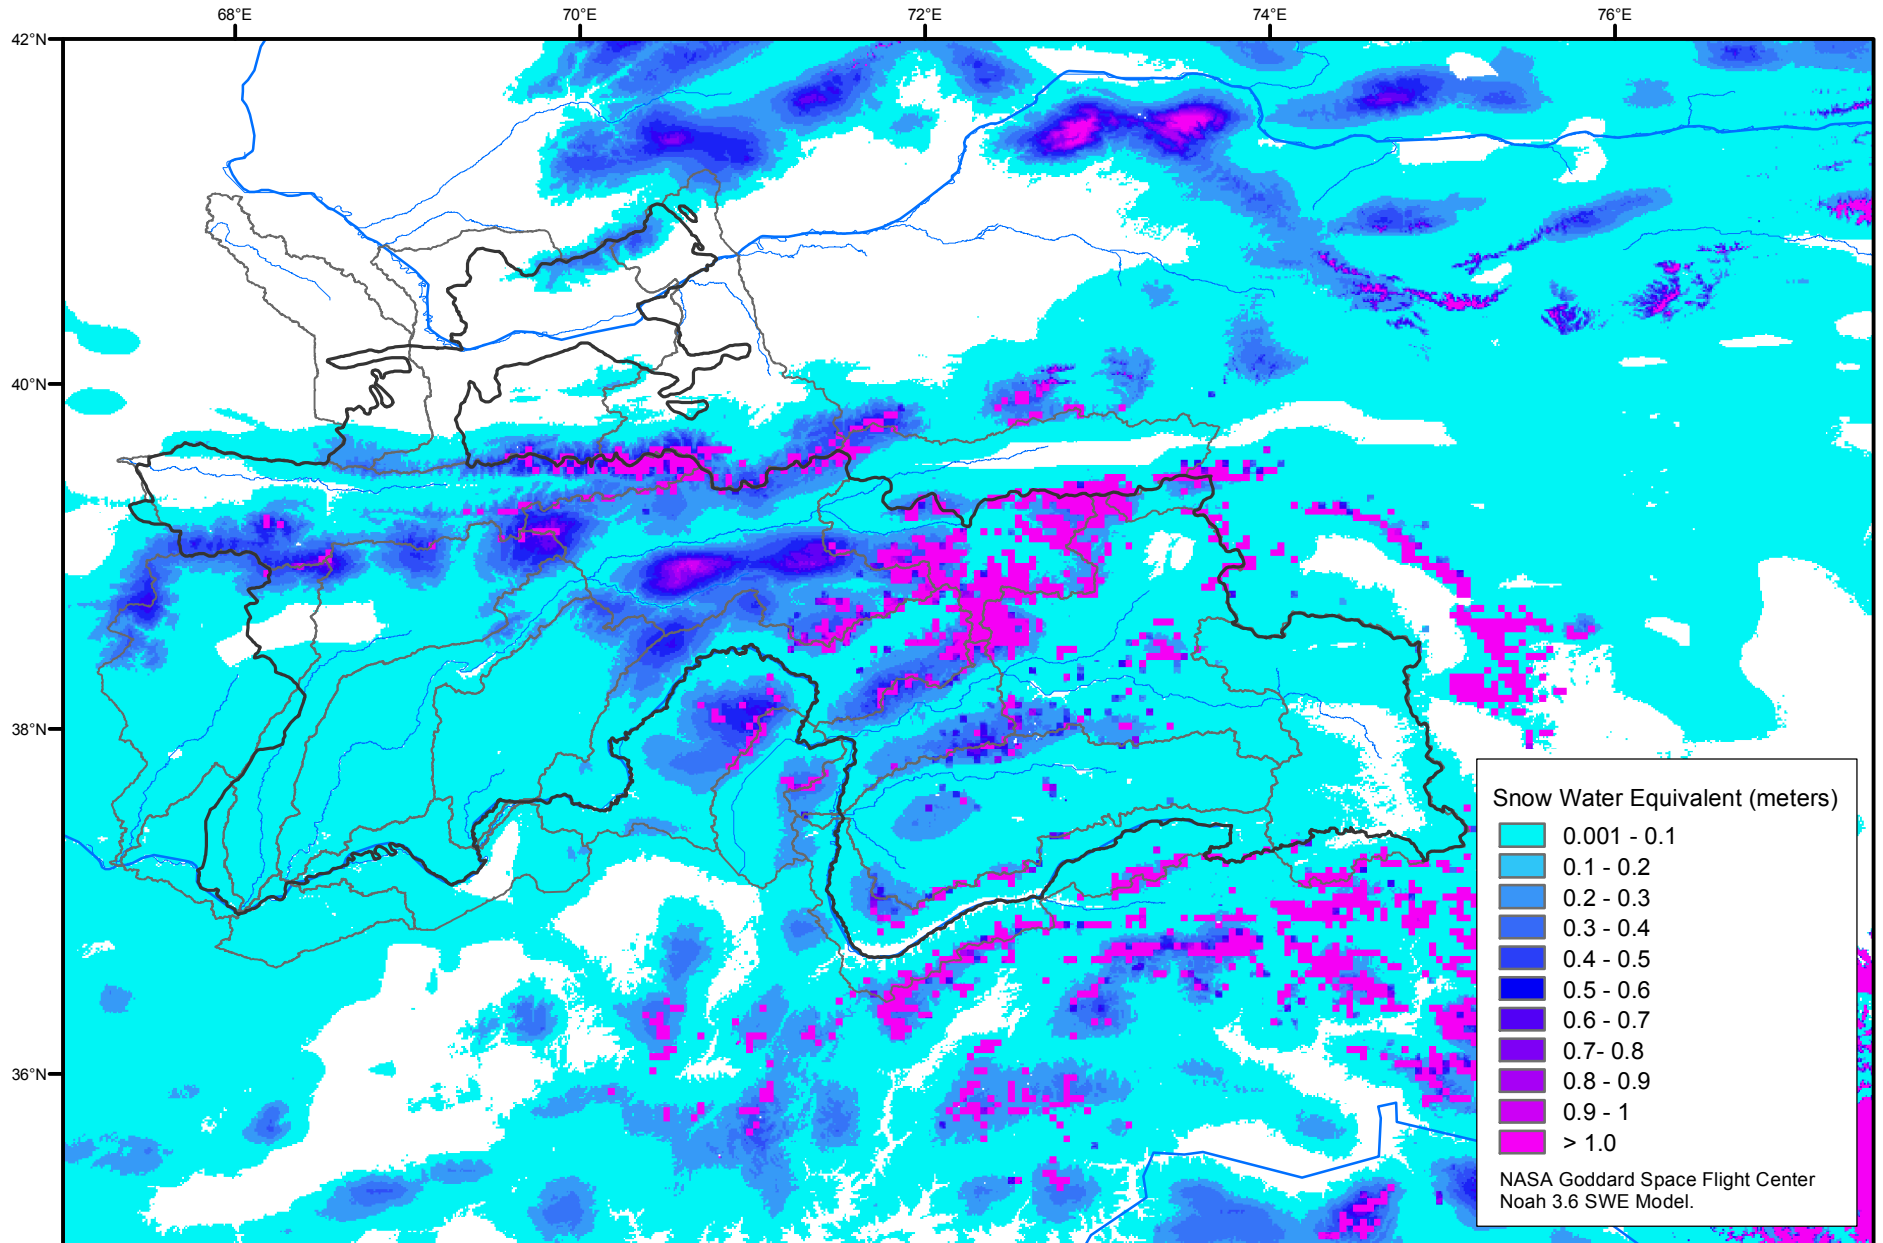 68°E 70°E 72°E 74°E 76°E
42°N
40°N
38°N
36°N
Snow Water Equivalent (meters)
0.001 - 0.1
0.1 - 0.2
0.2 - 0.3
0.3 - 0.4
0.4 - 0.5
0.5 - 0.6
0.6 - 0.7
0.7- 0.8
0.8 - 0.9
0.9 - 1
> 1.0
NASA Goddard Space Flight Center
Noah 3.6 SWE Model.